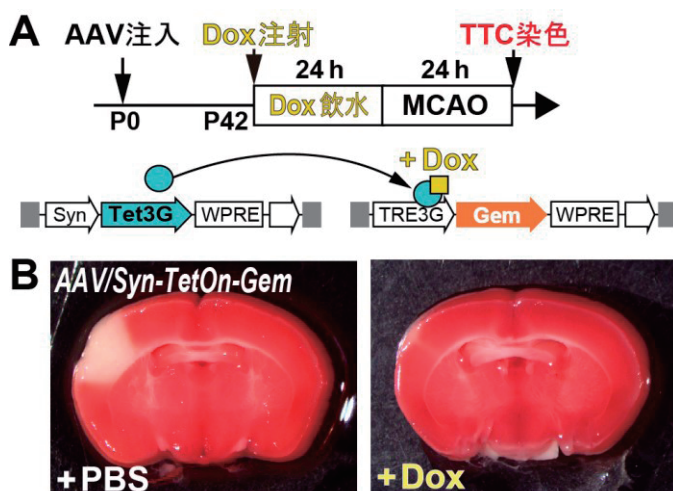 A
AAV注入 Dox注射 TTC染色
24 h 24 h
Dox飲水 MCAO
P0 P42
+Dox
Syn Tet3G WPRE TRE3G Gem WPRE
B
AAV/Syn-TetOn-Gem
+PBS +Dox